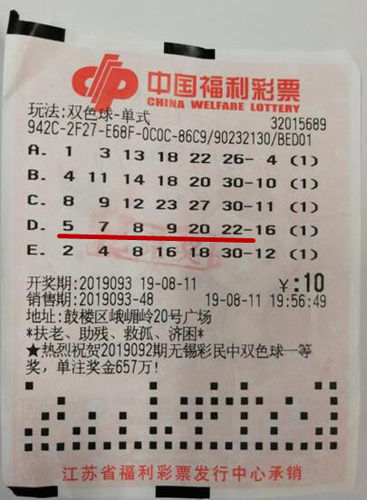 中国福利彩票
CHINA WELFARE LOTTERY
玩法:双色球-单式 32015689
942C-2F27-E68F-0C0C-86C9/90232130/BED01
A. 1 3 13 18 22 26- 4 (1)
B. 4 11 14 18 20 30-10 (1)
C. 8 9 12 23 27 30-11 (1)
D. 5 7 8 9 20 22-16 (1)
E. 2 4 8 16 18 30-12 (1)
开奖期:2019093 19-08-11 ¥:10
销售期:2019093-48 19-08-11 19:56:49
地址:鼓楼区峨嵋岭20号广场
*扶老、助残、救孤、济困*
★热烈祝贺2019092期无锡彩民中双色球一等
奖,单注奖金657万!
江苏省福利彩票发行中心承销